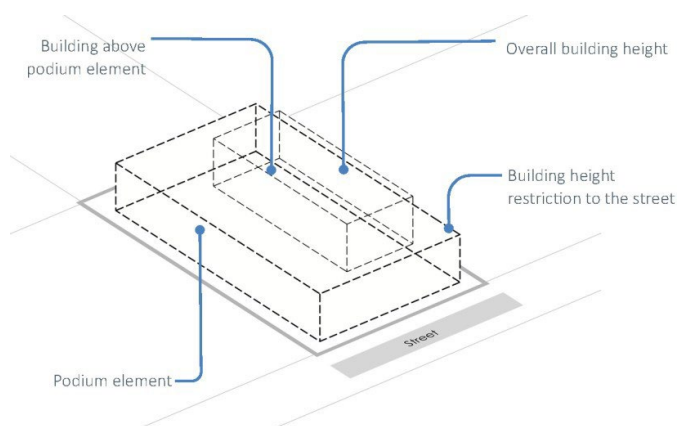 Building above
podium element
Overall building height
Building height
restriction to the street
Street
Podium element